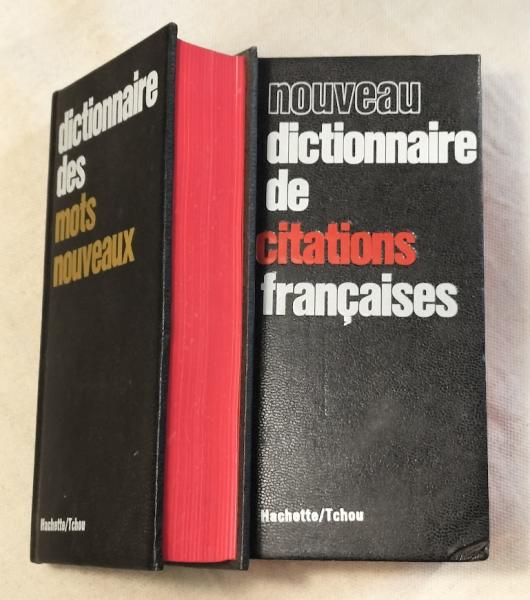 dictionnaire
des
mots
nouveaux
Hachette/Tchou
nouveau
dictionnaire
de
citations
françaises
Hachette/Tchou